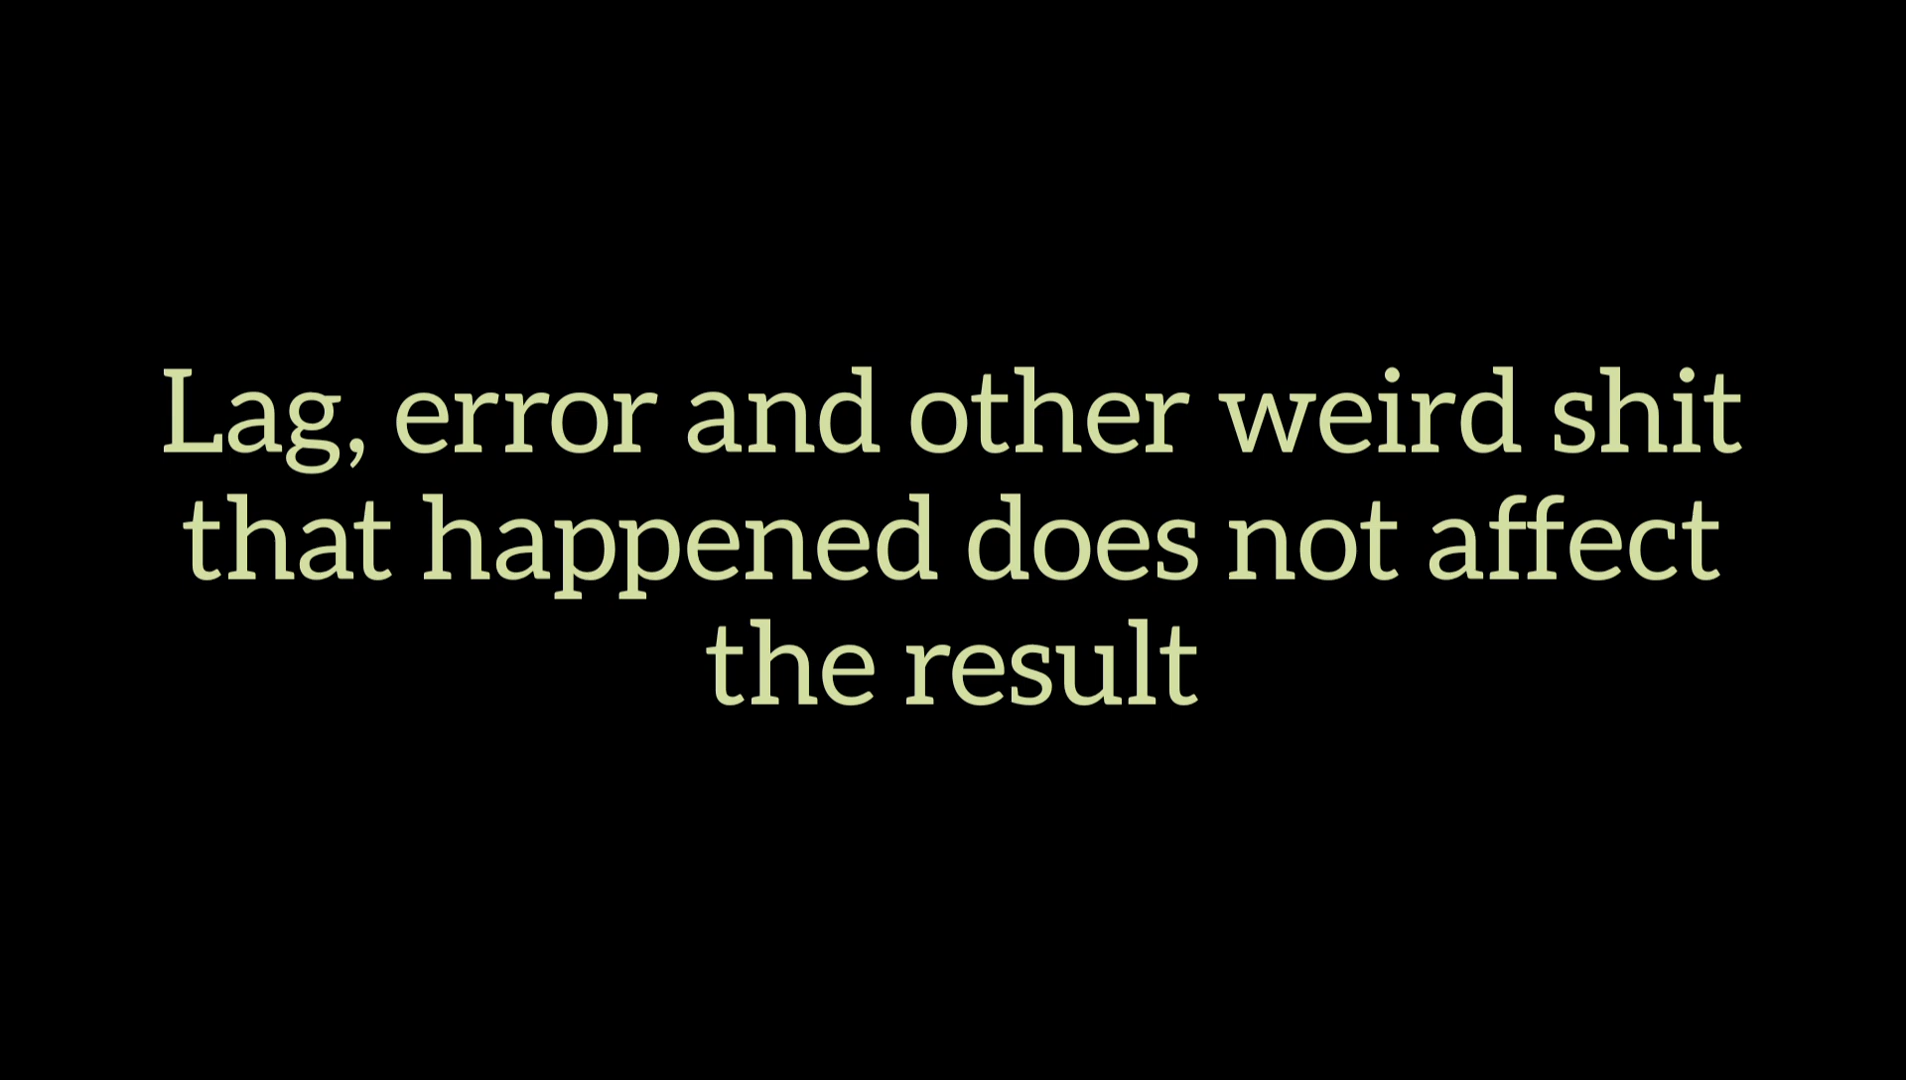 Lag, error and other weird shit
that happened does not affect
the result